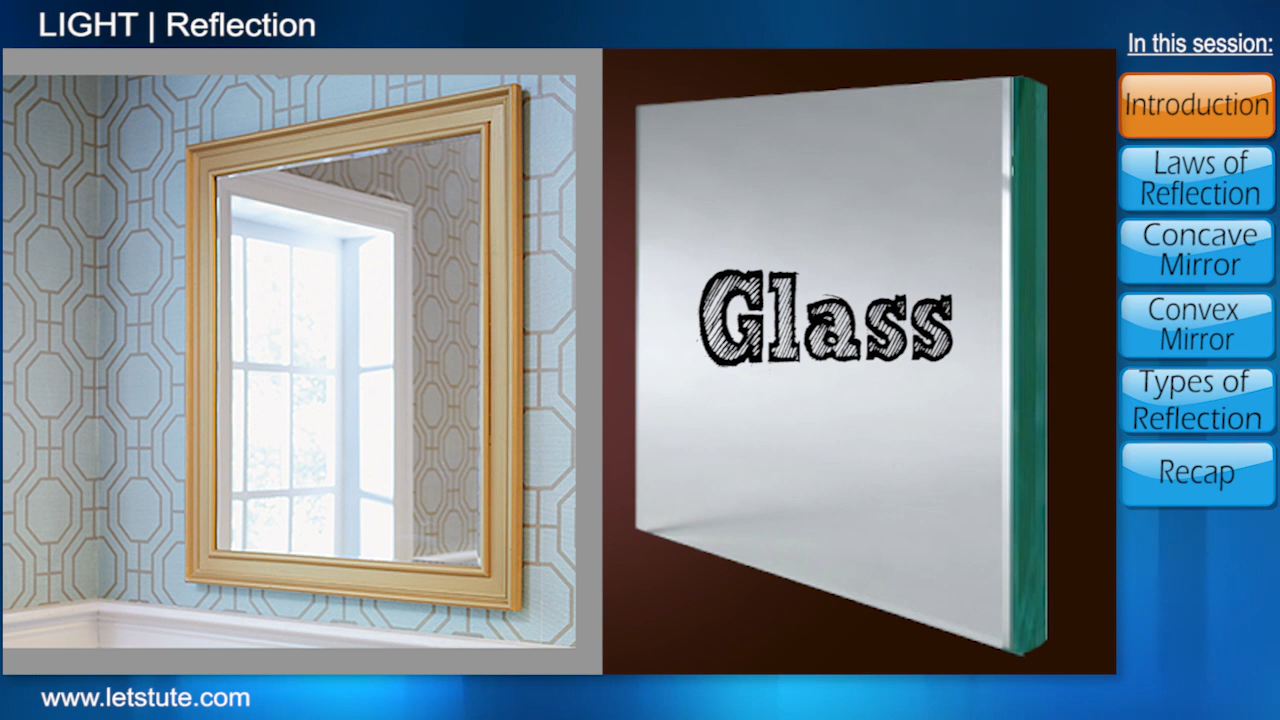 LIGHT | Reflection
In this session:
Introduction
Laws of
Reflection
Concave
Mirror
Convex
Mirror
Types of
Reflection
Recap
Glass
www.letstute.com